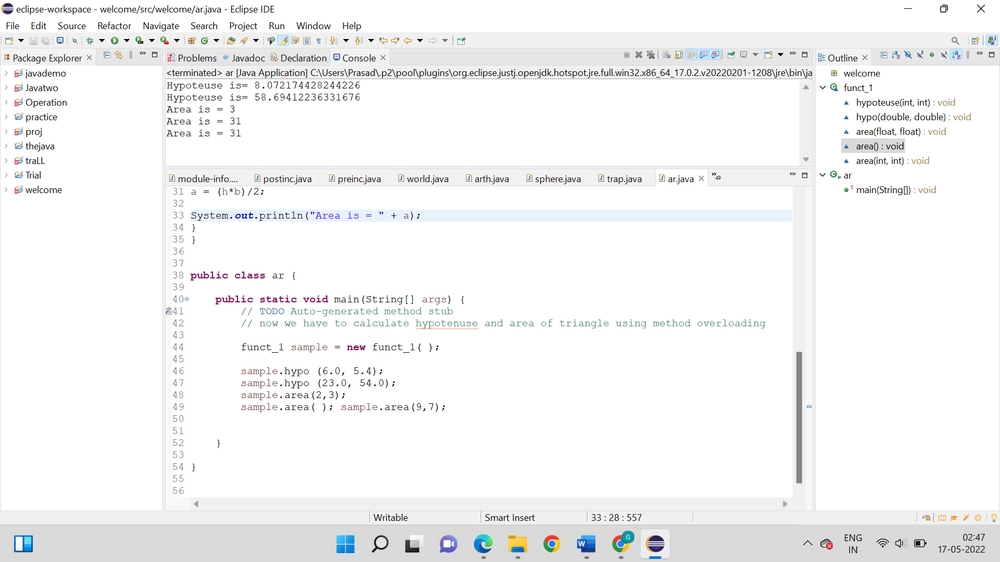 eclipse-workspace - welcome/src/welcome/ar.java - Eclipse IDE
File Edit Source Refactor Navigate Search Project Run Window Help
Package Explorer
javademo
Javatwo
Operation
practice
proj
thejava
traLL
Trial
welcome
Problems Javadoc Declaration Console
<terminated> ar [Java Application] C:\Users\Prasad\.p2\pool\plugins\org.eclipse.justj.openjdk.hotspot.jre.full.win32.x86_64_17.0.2.v20220201-1208\jre\bin\ja
Hypoteuse is= 8.072174428244226
Hypoteuse is= 58.69412236331676
Area is = 3
Area is = 31
Area is = 31
module-info.... postinc.java preinc.java world.java arth.java sphere.java trap.java ar.java »49
31 a = (h*b)/2;
32
33 System.out.println("Area is = " + a);
34 }
35 }
36
37
38 public class ar {
39
40 public static void main(String[] args) {
41 // TODO Auto-generated method stub
42 // now we have to calculate hypotenuse and area of triangle using method overloading
43
44 funct_1 sample = new funct_1( );
45
46 sample.hypo (6.0, 5.4);
47 sample.hypo (23.0, 54.0);
48 sample.area(2,3);
49 sample.area( ); sample.area(9,7);
50
51
52 }
53
54 }
55
56
Outline
welcome
funct_1
hypoteuse(int, int) : void
hypo(double, double) : void
area(float, float) : void
area() : void
area(int, int) : void
ar
main(String[]) : void
Writable Smart Insert 33 : 28 : 557
ENG
IN
02:47
17-05-2022